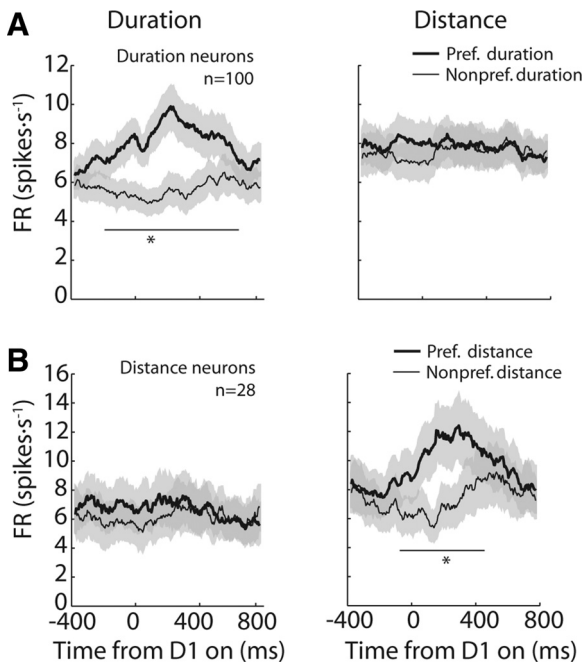 A
Duration
Distance
Duration neurons
n=100
Pref. duration
Nonpref. duration
12
10
8
6
4
2
0
FR (spikes·s⁻¹)
*
B
Distance neurons
n=28
Pref. distance
Nonpref. distance
16
14
12
10
8
6
4
2
0
FR (spikes·s⁻¹)
*
-400 0 400 800
-400 0 400 800
Time from D1 on (ms)
Time from D1 on (ms)